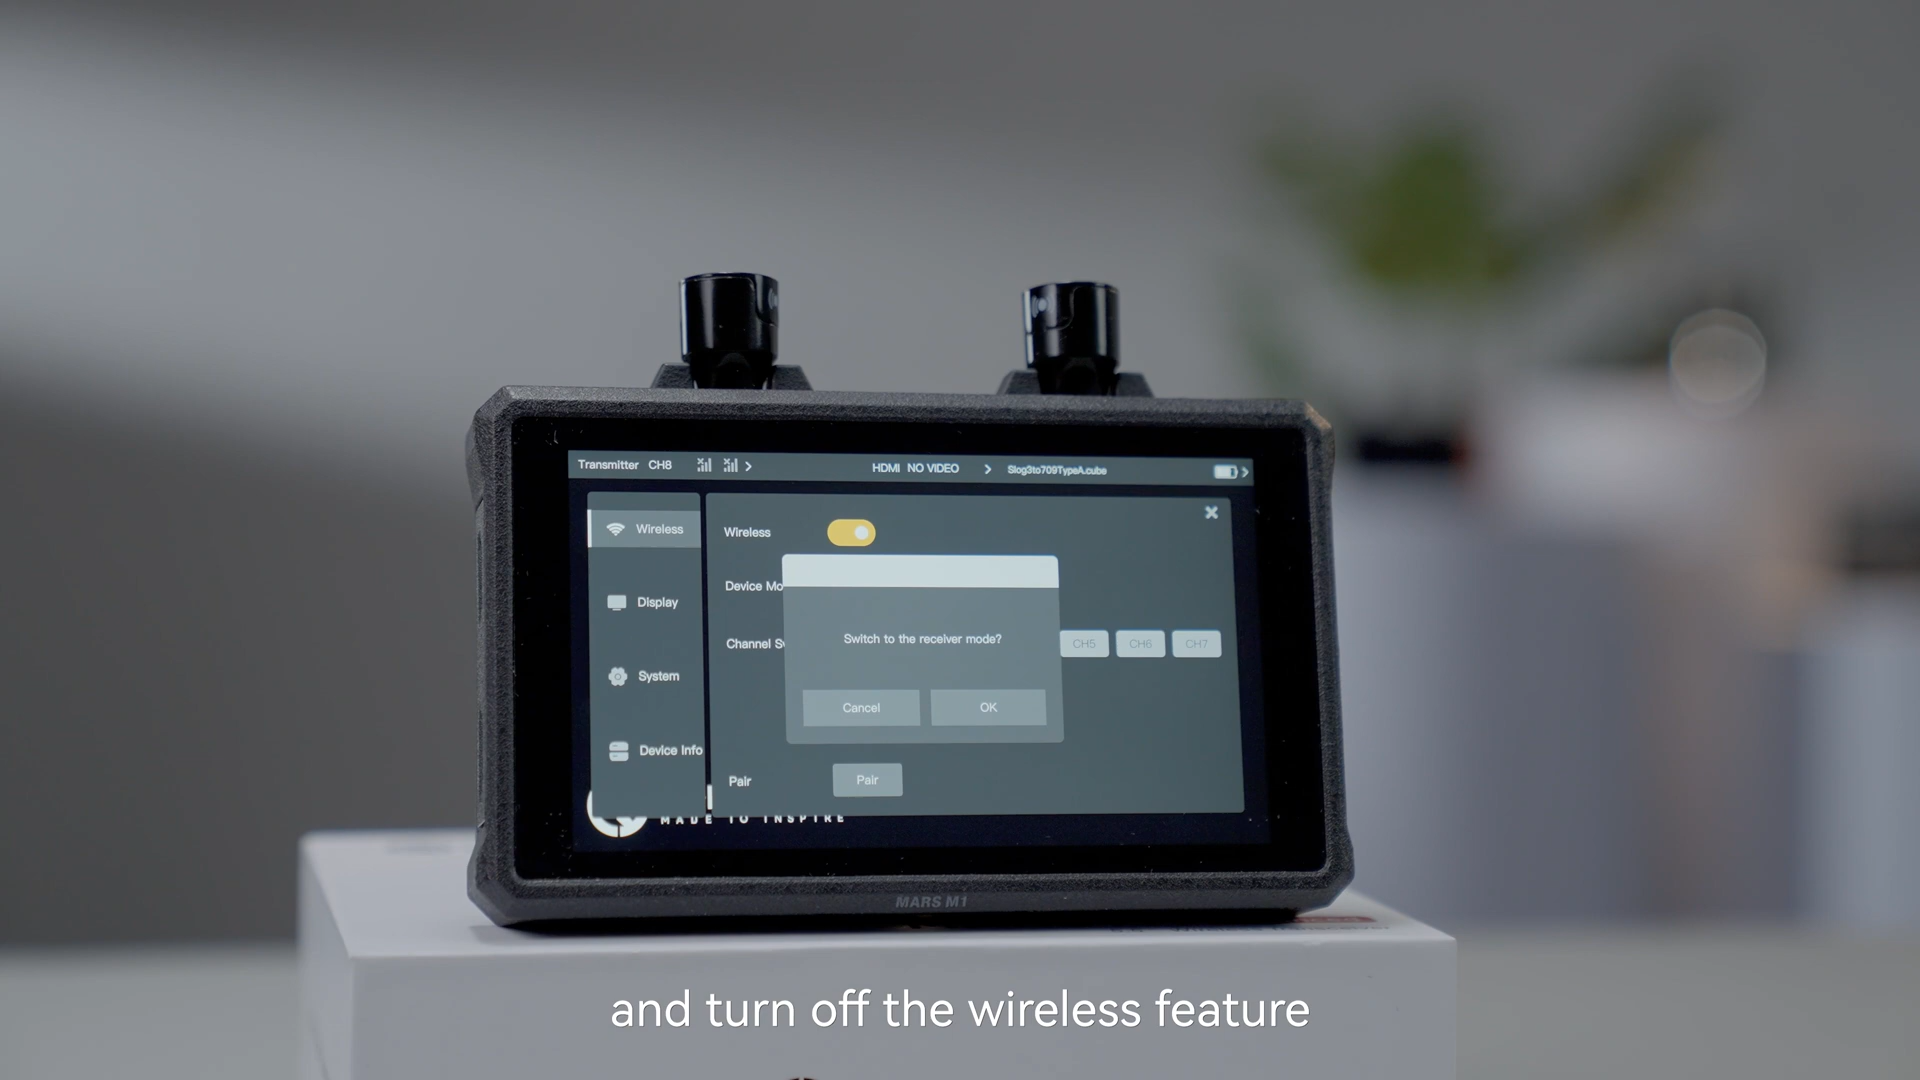 Transmitter CH8
HDMI NO VIDEO
Slog3to709TypeA.cube
Wireless
Display
System
Device Info
Wireless
Device Mo
Channel S
CH5 CH6 CH7
Switch to the receiver mode?
Cancel OK
Pair Pair
MADE TO INSPIRE
MARS M1
and turn off the wireless feature